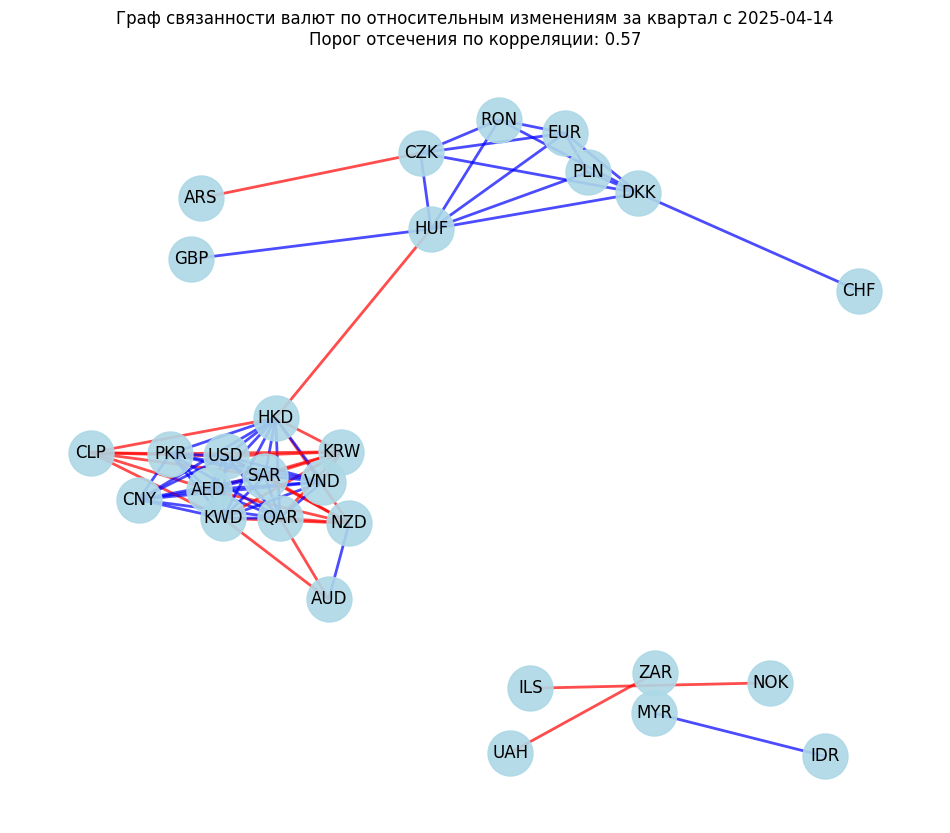 Граф связанности валют по относительным изменениям за квартал с 2025-04-14
Порог отсечения по корреляции: 0.57
RON
EUR
CZK
PLN
DKK
ARS
HUF
GBP
CHF
HKD
CLP
PKR
USD
KRW
SAR
VND
AED
CNY
KWD
QAR
NZD
AUD
ZAR
ILS
NOK
MYR
UAH
IDR